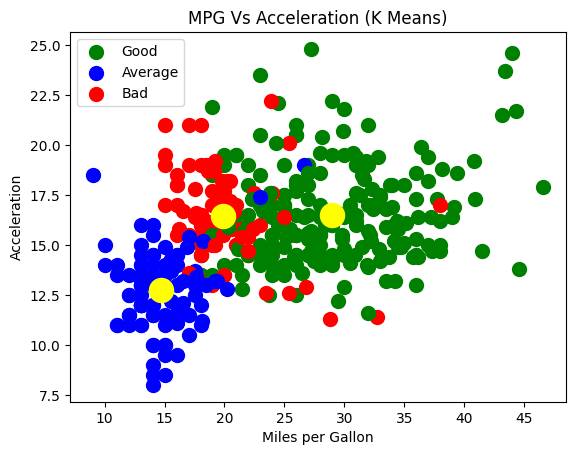 MPG Vs Acceleration (K Means)
Good
Average
Bad
Acceleration
25.0
22.5
20.0
17.5
15.0
12.5
10.0
7.5
10 15 20 25 30 35 40 45
Miles per Gallon